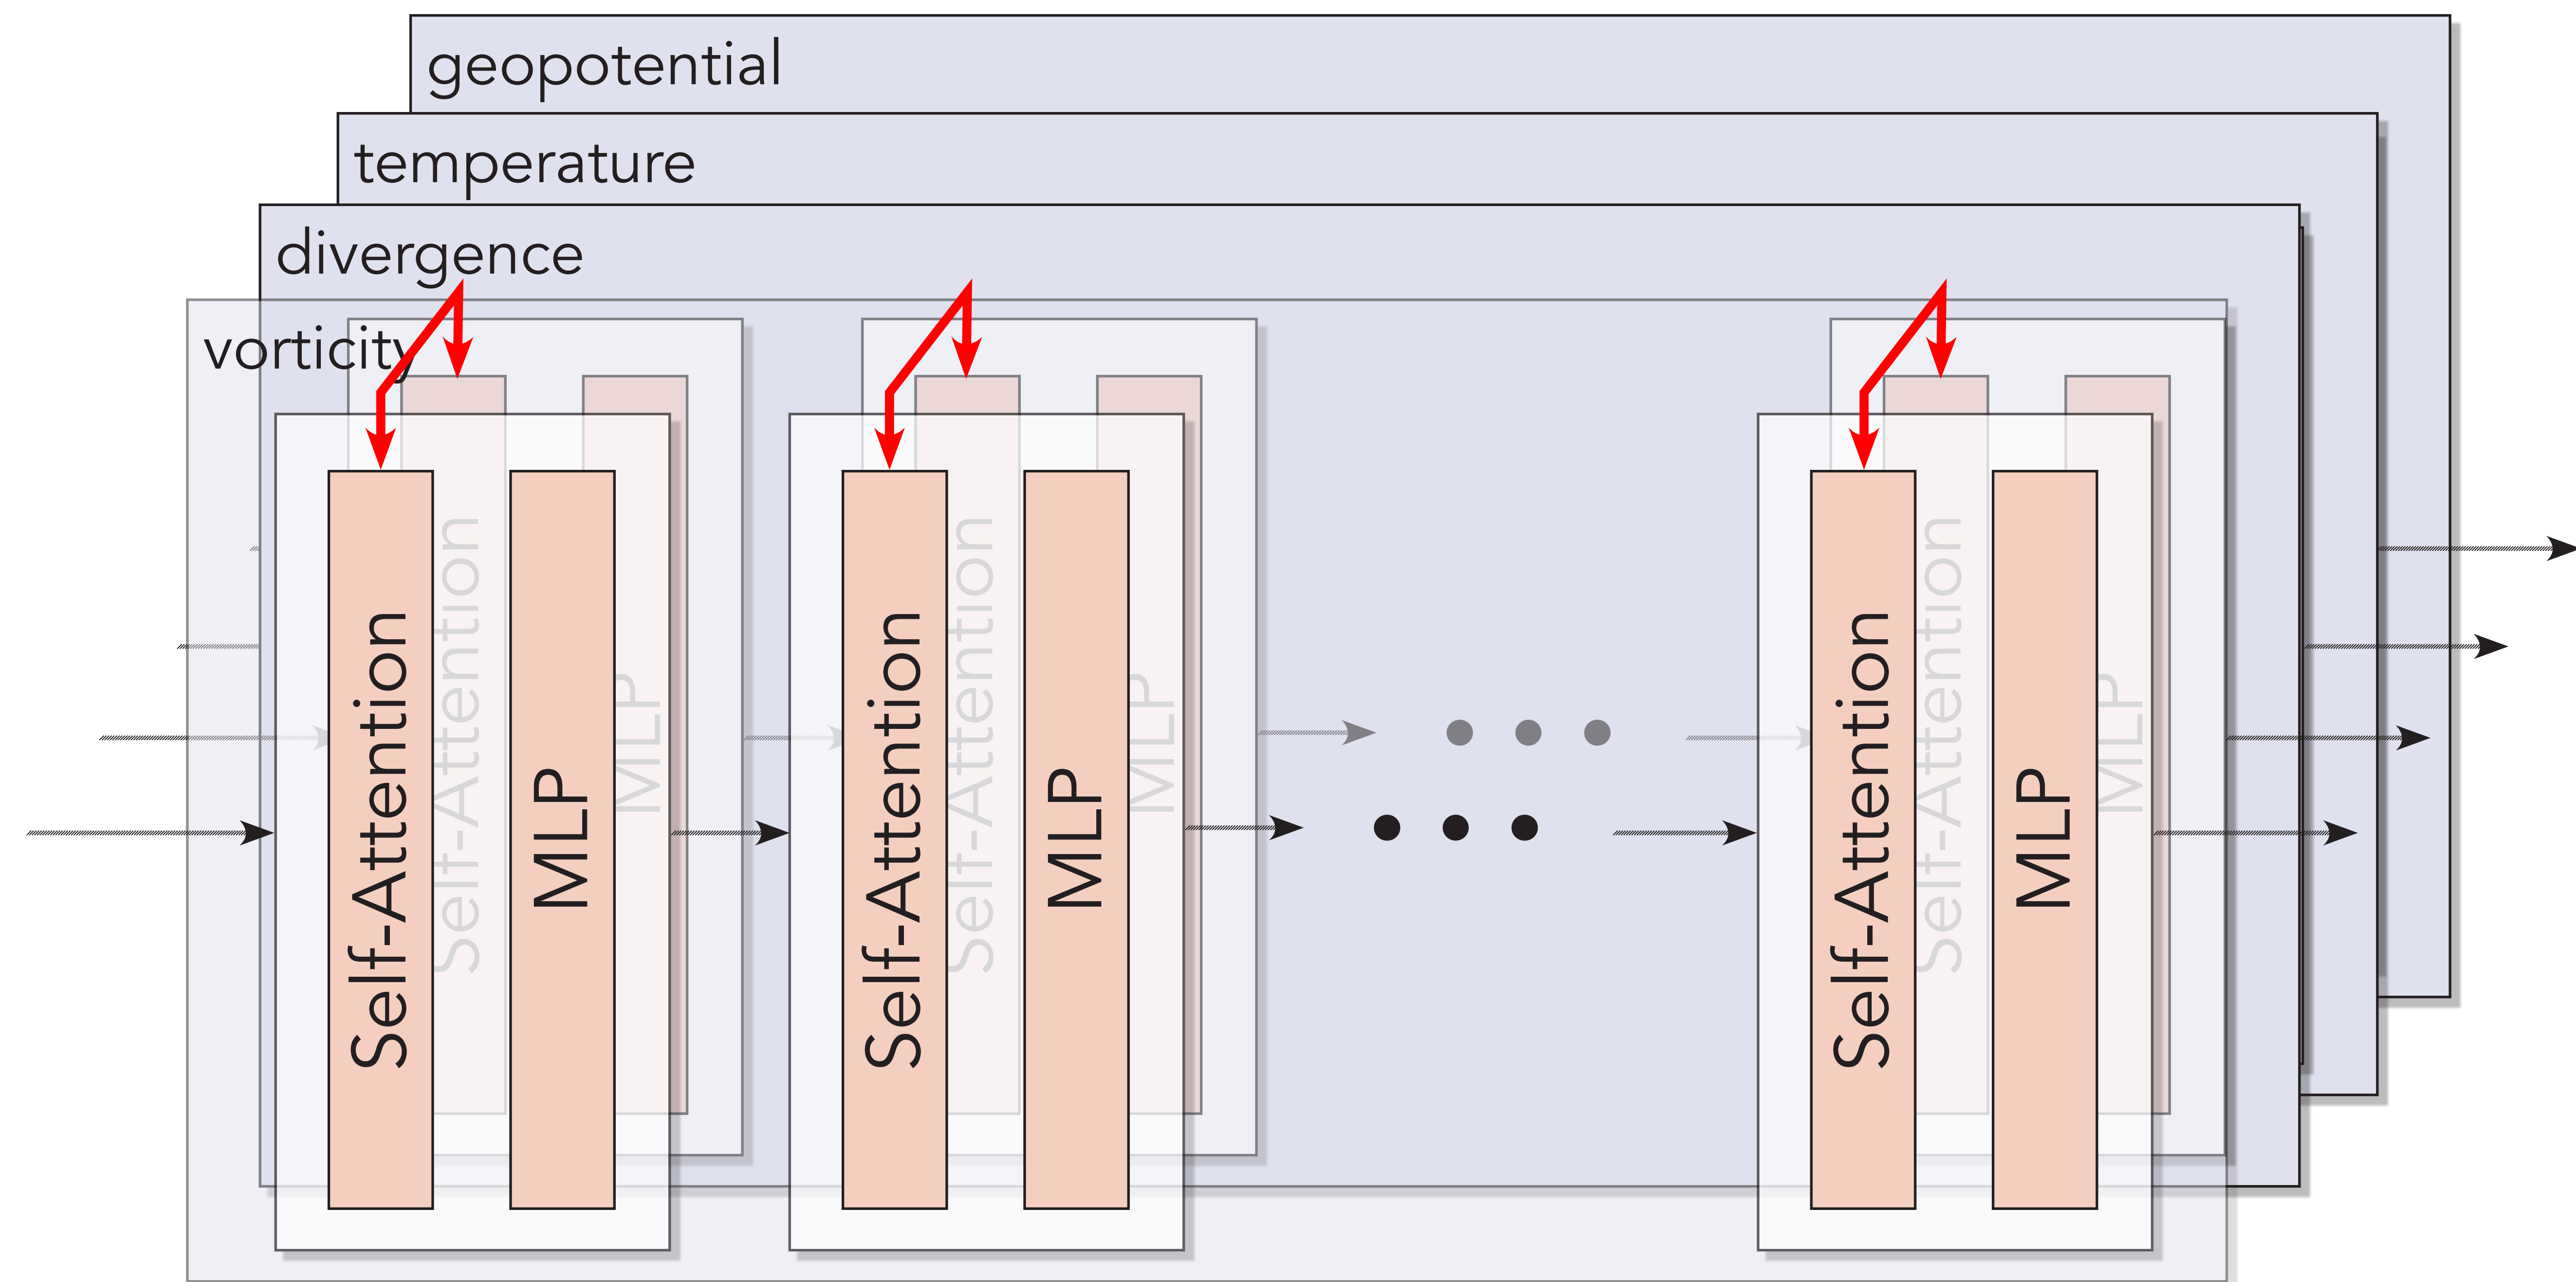 geopotential
temperature
divergence
vorticity
Self-Attention
Self-Attention
MLP
MLP
Self-Attention
Self-Attention
MLP
MLP
Self-Attention
Self-Attention
MLP
MLP